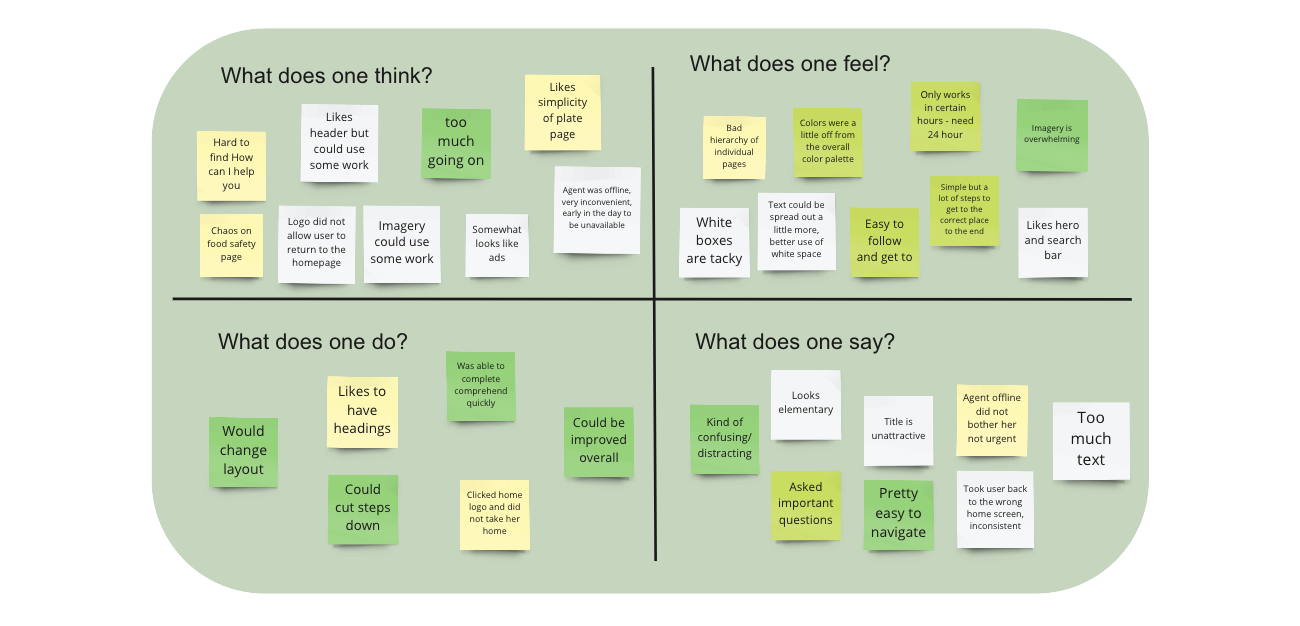 What does one think?
Likes
simplicity
of plate
page
Likes
header but
could use
some work
too
much
going on
Hard to
find How
can I help
you
Agent was offline,
very inconvenient,
early in the day to
be unavailable
Chaos on
food safety
page
Logo did not
allow user to
return to the
homepage
Imagery
could use
some work
Somewhat
looks like
ads
What does one feel?
Only works
in certain
hours - need
24 hour
Bad
hierarchy of
individual
pages
Colors were a
little off from
the overall
color palette
Imagery is
overwhelming
Simple but a
lot of steps to
get to the
correct place
to the end
White
boxes
are tacky
Text could be
spread out a
little more,
better use of
white space
Easy to
follow
and get to
Likes hero
and search
bar
What does one do?
Was able to
complete
comprehend
quickly
Likes to
have
headings
Would
change
layout
Could be
improved
overall
Could
cut steps
down
Clicked home
logo and did
not take her
home
What does one say?
Looks
elementary
Kind of
confusing/
distracting
Title is
unattractive
Agent offline
did not
bother her
not urgent
Too
much
text
Asked
important
questions
Pretty
easy to
navigate
Took user back
to the wrong
home screen,
inconsistent